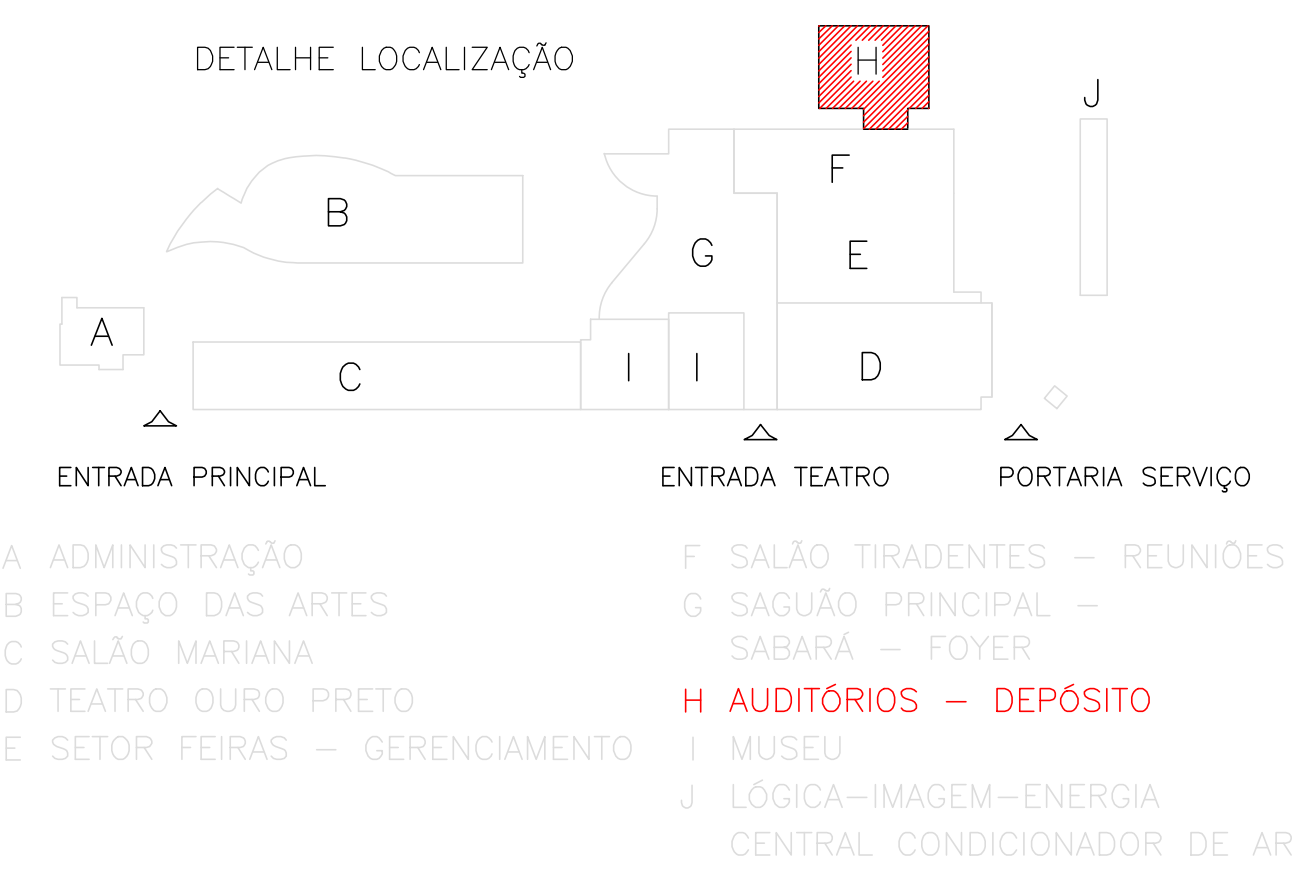 DETALHE LOCALIZAÇÃO
H
J
F
B
G
E
A
C
I
I
D
ENTRADA PRINCIPAL
ENTRADA TEATRO
PORTARIA SERVIÇO
A ADMINISTRAÇÃO
B ESPAÇO DAS ARTES
C SALÃO MARIANA
D TEATRO OURO PRETO
E SETOR FEIRAS — GERENCIAMENTO
F SALÃO TIRADENTES — REUNIÕES
G SAGUÃO PRINCIPAL —
SABARÁ — FOYER
H AUDITÓRIOS — DEPÓSITO
I MUSEU
J LÓGICA—IMAGEM—ENERGIA
CENTRAL CONDICIONADOR DE AR